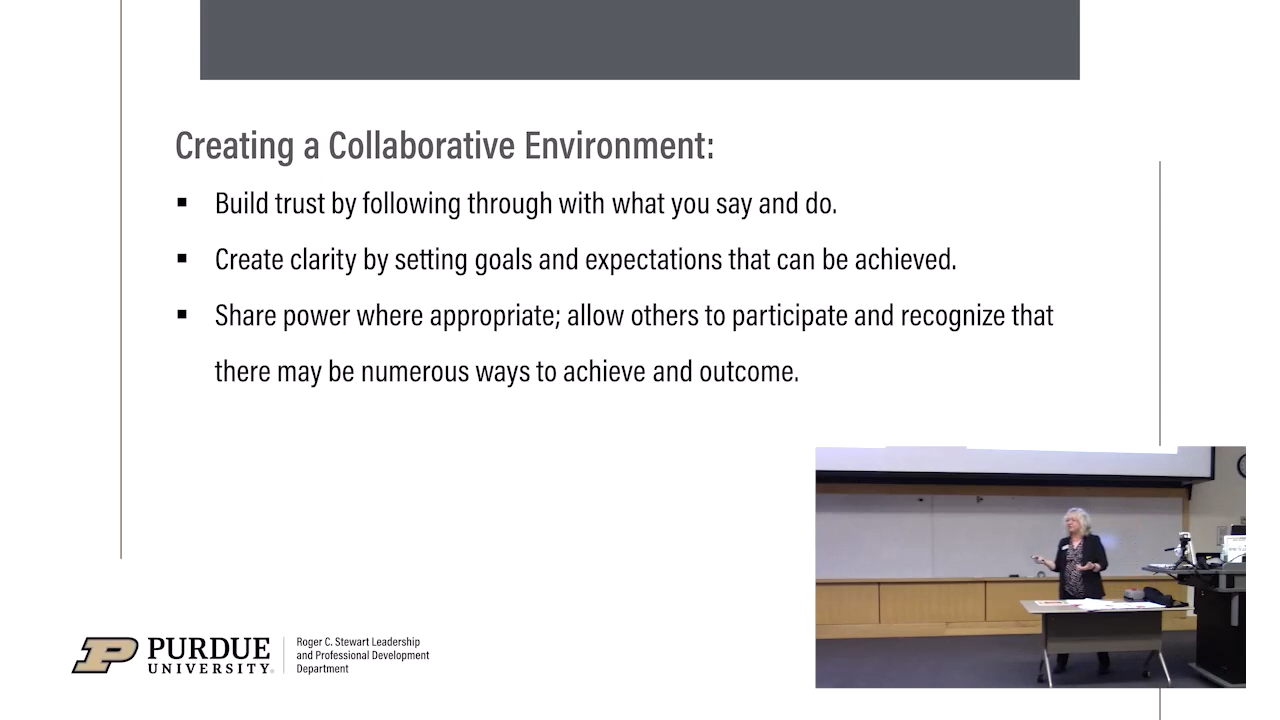 Creating a Collaborative Environment:
▪ Build trust by following through with what you say and do.
▪ Create clarity by setting goals and expectations that can be achieved.
▪ Share power where appropriate; allow others to participate and recognize that
there may be numerous ways to achieve and outcome.
PURDUE
UNIVERSITY®
Roger C. Stewart Leadership
and Professional Development
Department